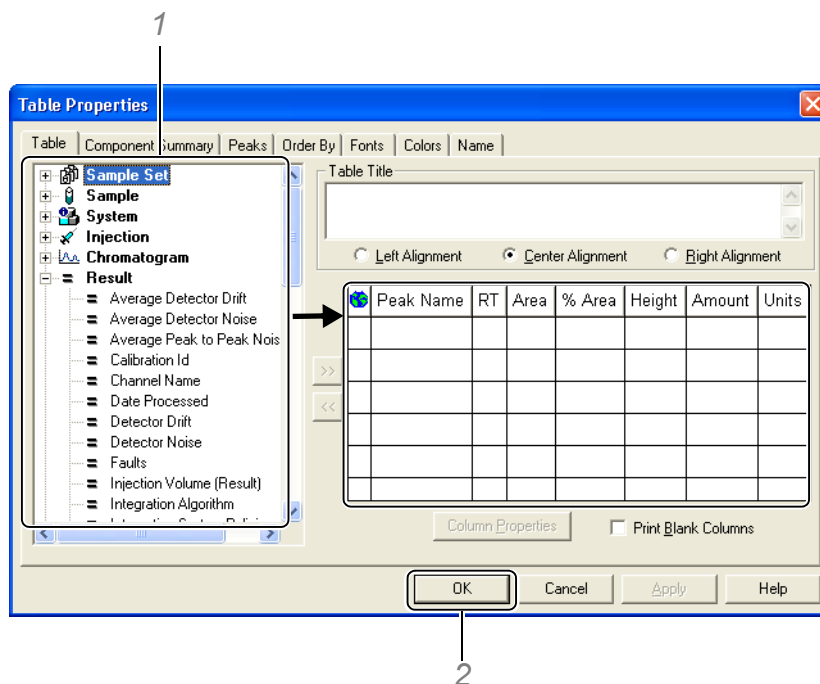 1
Table Properties
Table Component Summary Peaks Order By Fonts Colors Name
Sample Set
Sample
System
Injection
Chromatogram
Result
Average Detector Drift
Average Detector Noise
Average Peak to Peak Nois
Calibration Id
Channel Name
Date Processed
Detector Drift
Detector Noise
Faults
Injection Volume (Result)
Integration Algorithm
>>
<<
Table Title
Left Alignment Center Alignment Right Alignment
Peak Name RT Area % Area Height Amount Units
Column Properties Print Blank Columns
OK Cancel Apply Help
2